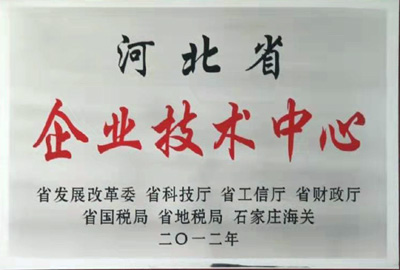 河北省
企业技术中心
省发展改革委 省科技厅 省工信厅 省财政厅
省国税局 省地税局 石家庄海关
二〇一二年